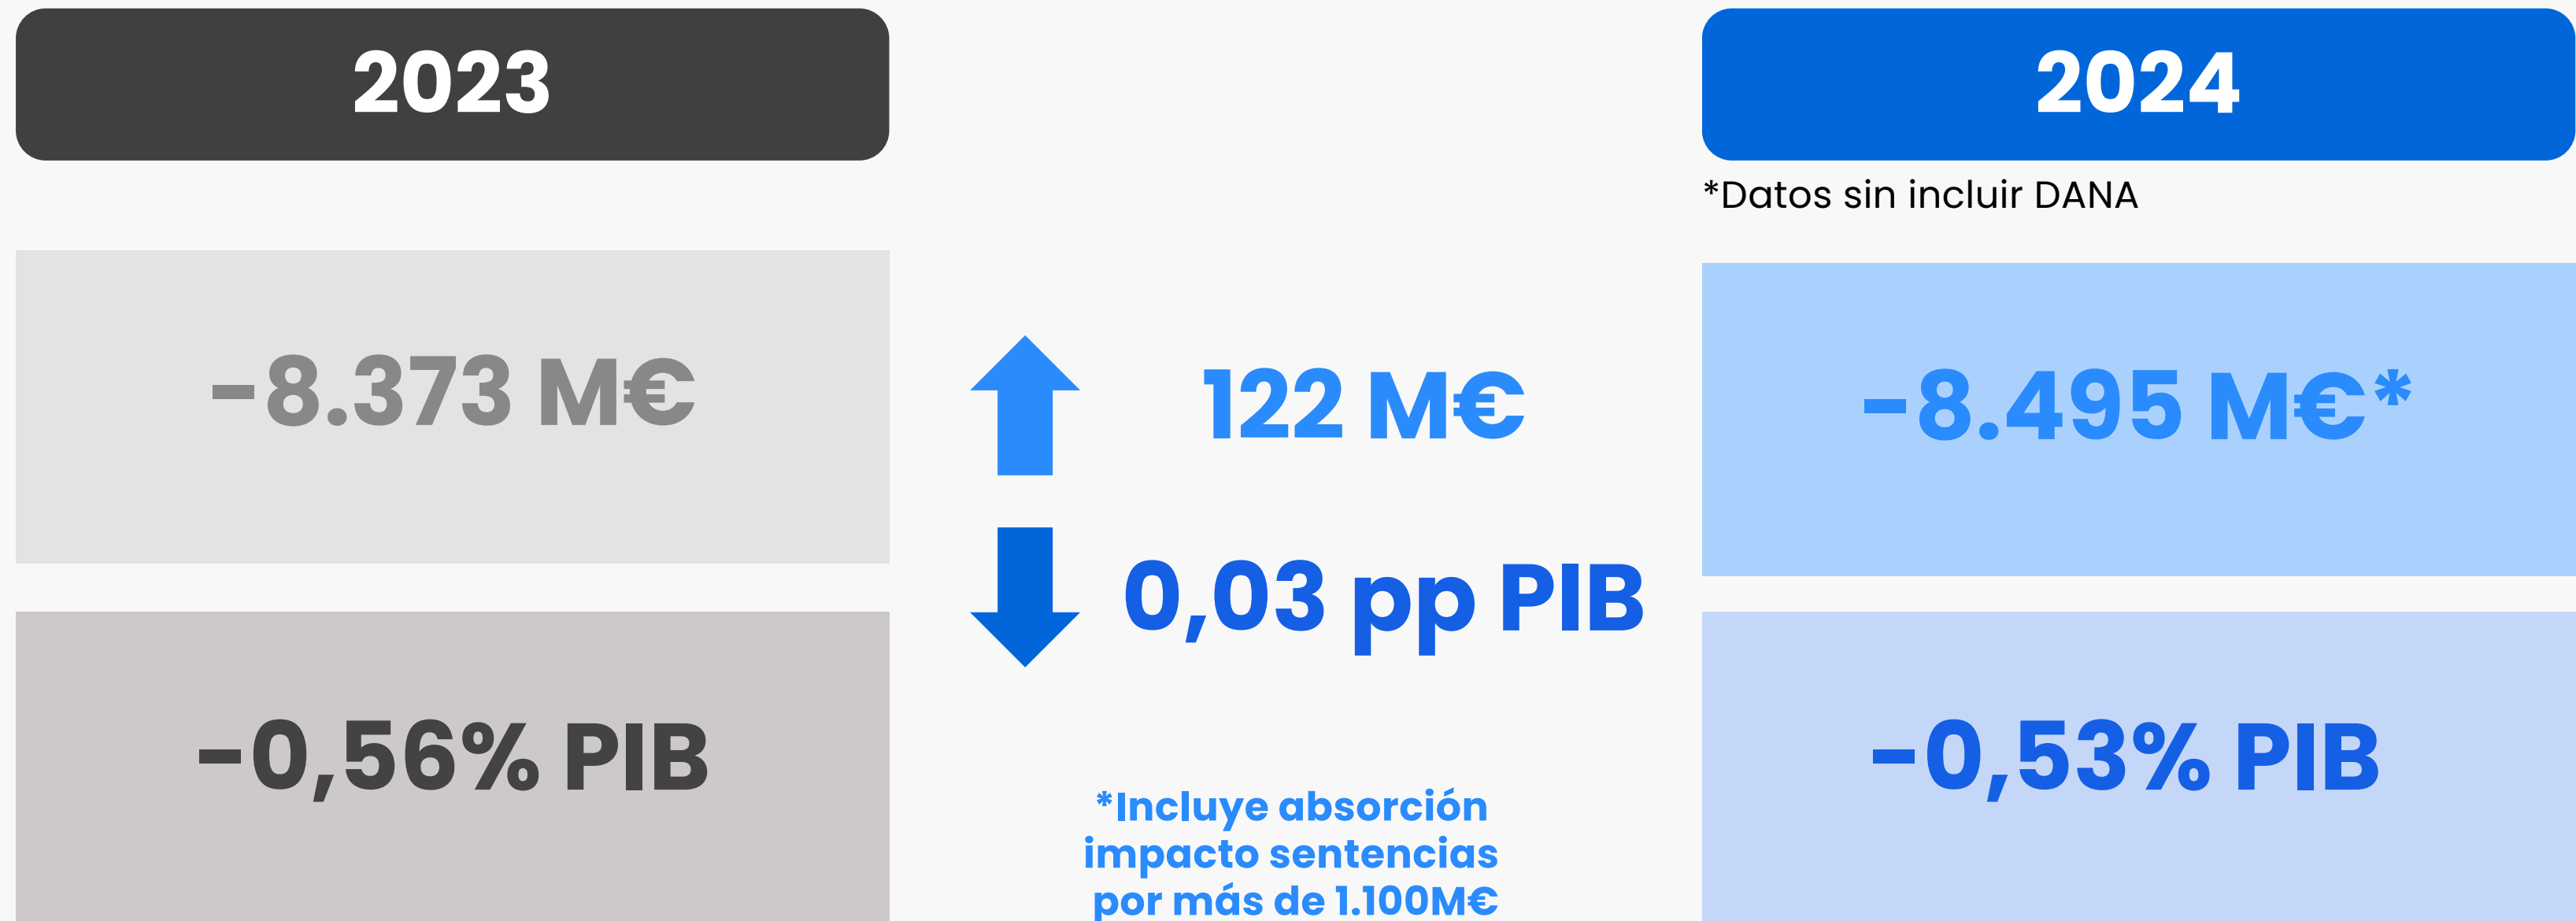 2023
2024
*Datos sin incluir DANA
-8.373 M€
122 M€
-8.495 M€*
0,03 pp PIB
-0,56% PIB
-0,53% PIB
*Incluye absorción
impacto sentencias
por más de 1.100M€